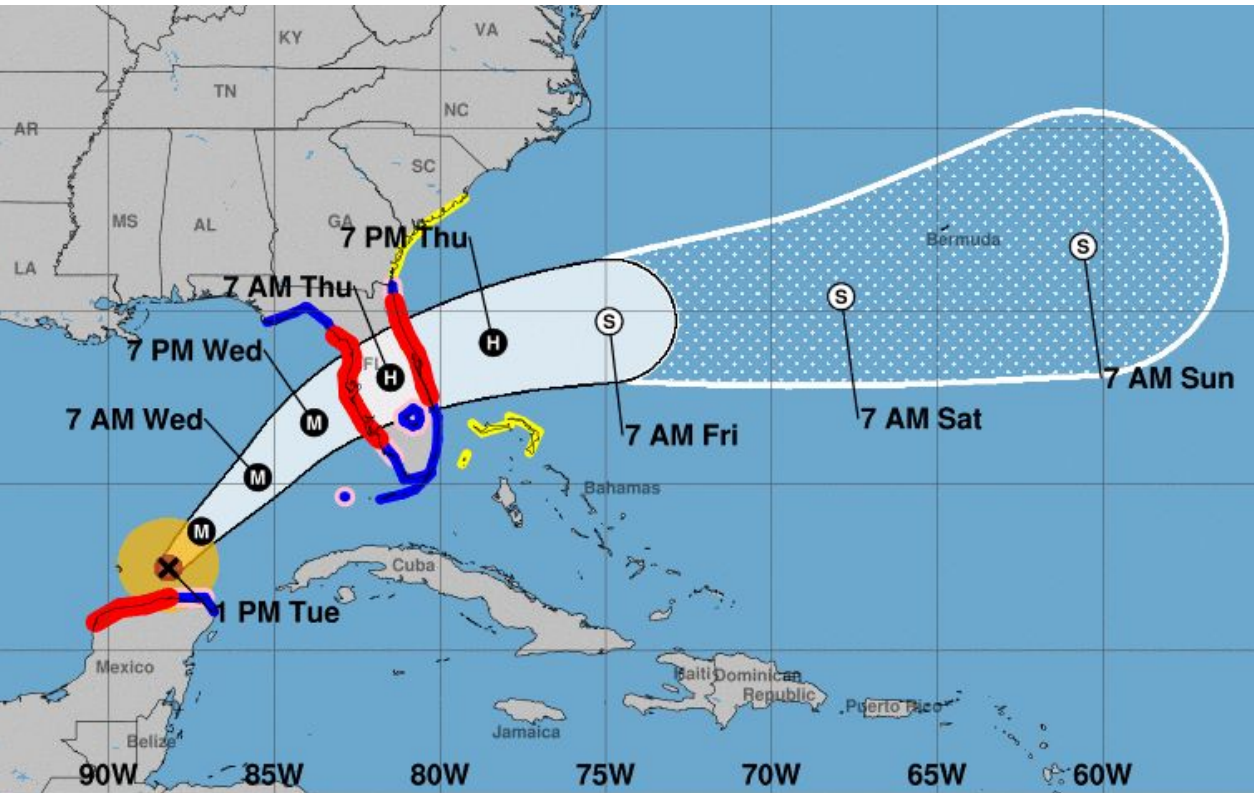 KY
VA
TN
NC
AR
SC
MS
AL
GA
7 PM Thu
Bermuda
S
LA
7 AM Thu
S
S
H
7 PM Wed
FL
H
7 AM Sun
7 AM Wed
M
7 AM Sat
7 AM Fri
M
Bahamas
M
Cuba
1 PM Tue
Mexico
Haiti
Dominican
Republic
Puerto Rico
Jamaica
Belize
90W
85W
80W
75W
70W
65W
60W